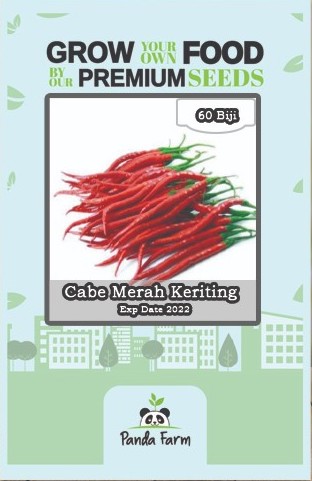 GROW YOUR OWN FOOD
BY OUR PREMIUM SEEDS
60 Biji
Cabe Merah Keriting
Exp Date 2022
Panda Farm